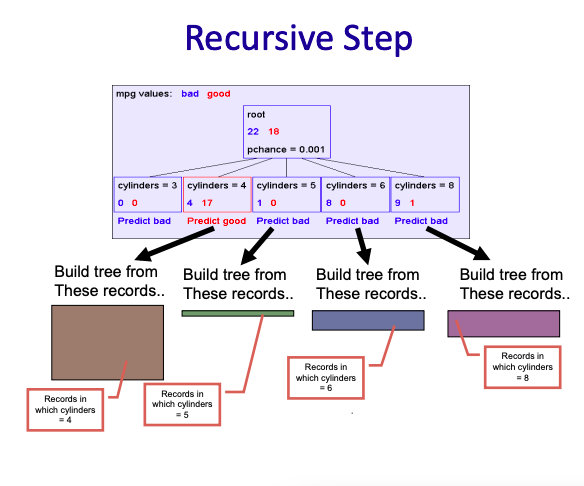 Recursive Step
mpg values: bad good
root
22 18
pchance = 0.001
cylinders = 3 cylinders = 4 cylinders = 5 cylinders = 6 cylinders = 8
0 0 4 17 1 0 8 0 9 1
Predict bad Predict good Predict bad Predict bad Predict bad
Build tree from
These records..
Build tree from
These records..
Build tree from
These records..
Build tree from
These records..
Records in
which cylinders
= 4
Records in
which cylinders
= 5
Records in
which cylinders
= 6
Records in
which cylinders
= 8